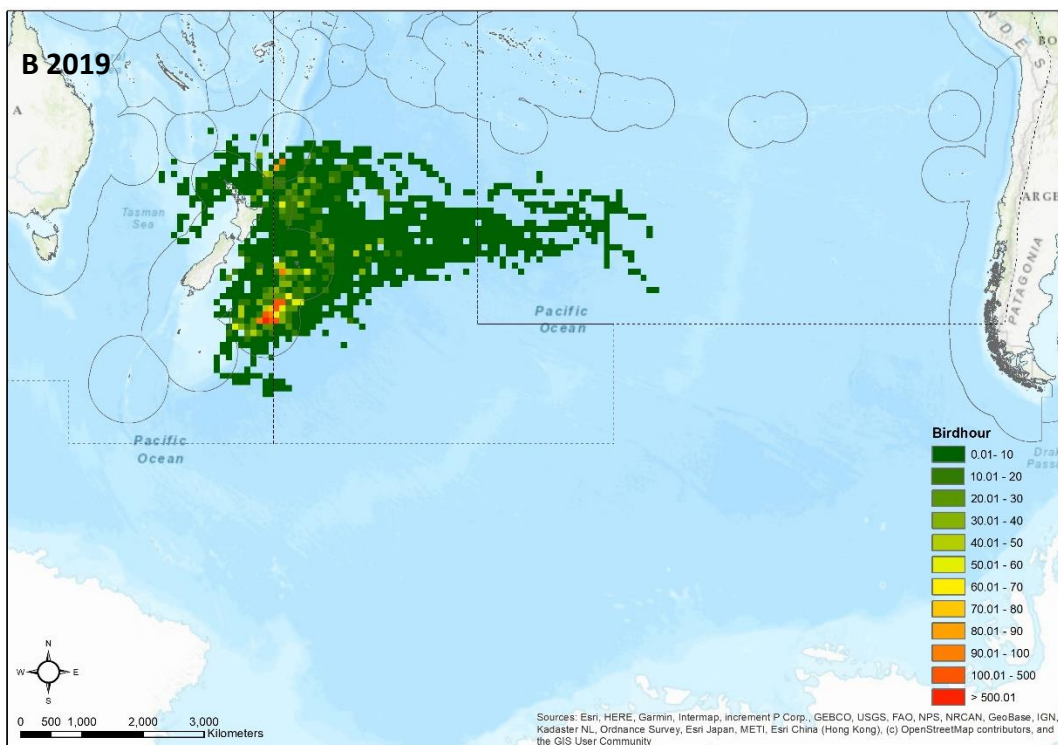 B 2019
N D E S
BO
A
ARGE
PATAGONIA
Tasman
Sea
Pacific
Ocean
Pacific
Ocean
Birdhour
0.01- 10
10.01 - 20
20.01 - 30
30.01 - 40
40.01 - 50
50.01 - 60
60.01 - 70
70.01 - 80
80.01 - 90
90.01 - 100
100.01 - 500
> 500.01
Dra
Passa
N
W E
S
0 500 1,000 2,000 3,000
Kilometers
Sources: Esri, HERE, Garmin, Intermap, increment P Corp., GEBCO, USGS, FAO, NPS, NRCAN, GeoBase, IGN,
Kadaster NL, Ordnance Survey, Esri Japan, METI, Esri China (Hong Kong), (c) OpenStreetMap contributors, and
the GIS User Community